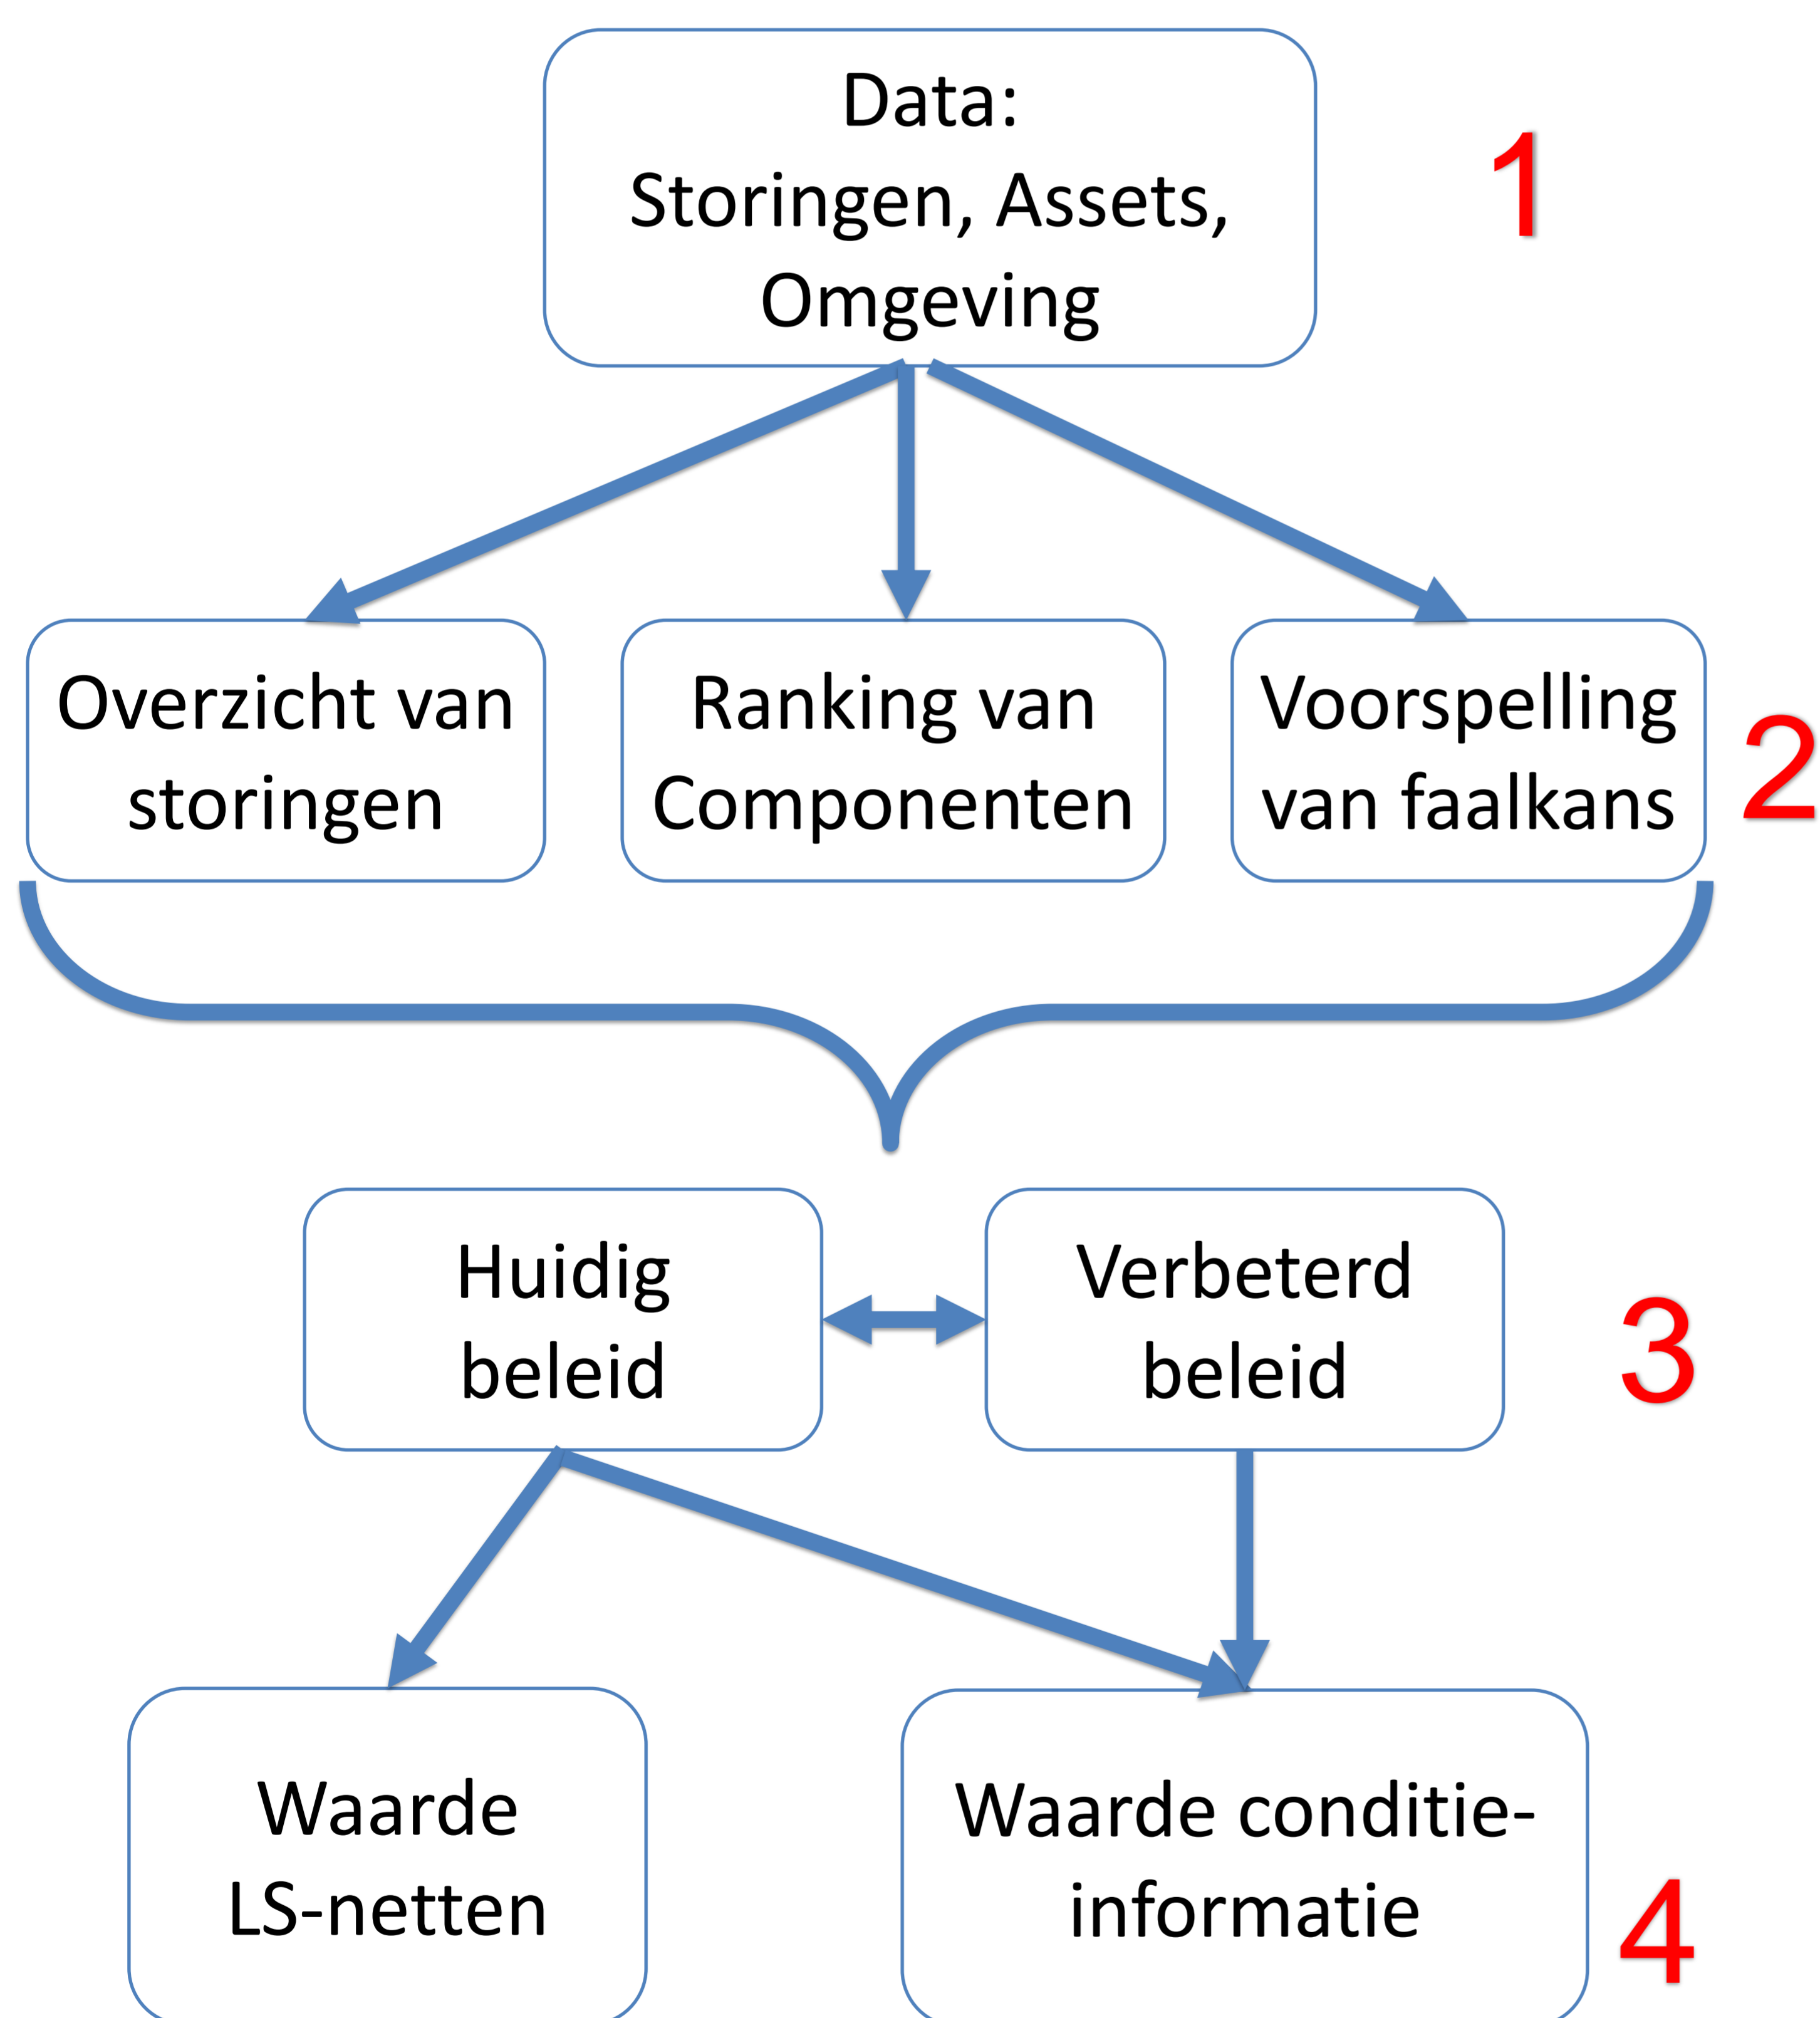 Data:
Storingen, Assets,
Omgeving
1
Overzicht van
storingen
Ranking van
Componenten
Voorspelling
van faalkans
2
Huidig
beleid
Verbeterd
beleid
3
Waarde
LS-netten
Waarde conditie-
informatie
4